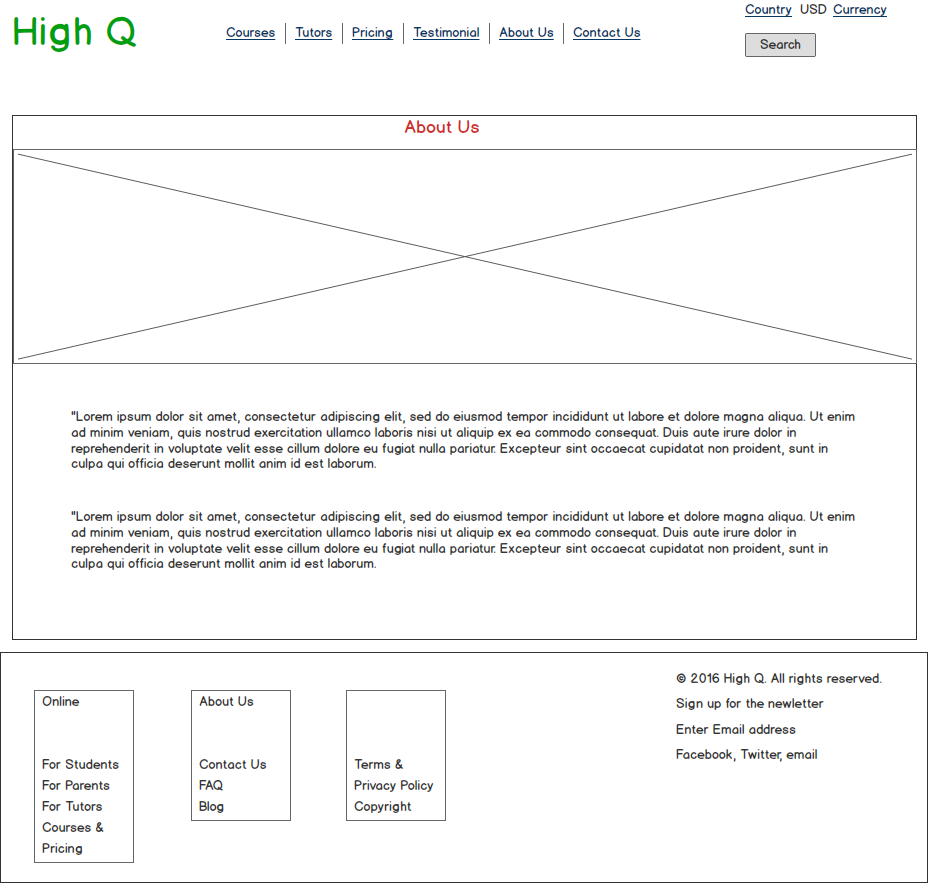 High Q
Country USD Currency
Courses Tutors Pricing Testimonial About Us Contact Us
Search
About Us
"Lorem ipsum dolor sit amet, consectetur adipiscing elit, sed do eiusmod tempor incididunt ut labore et dolore magna aliqua. Ut enim
ad minim veniam, quis nostrud exercitation ullamco laboris nisi ut aliquip ex ea commodo consequat. Duis aute irure dolor in
reprehenderit in voluptate velit esse cillum dolore eu fugiat nulla pariatur. Excepteur sint occaecat cupidatat non proident, sunt in
culpa qui officia deserunt mollit anim id est laborum.
"Lorem ipsum dolor sit amet, consectetur adipiscing elit, sed do eiusmod tempor incididunt ut labore et dolore magna aliqua. Ut enim
ad minim veniam, quis nostrud exercitation ullamco laboris nisi ut aliquip ex ea commodo consequat. Duis aute irure dolor in
reprehenderit in voluptate velit esse cillum dolore eu fugiat nulla pariatur. Excepteur sint occaecat cupidatat non proident, sunt in
culpa qui officia deserunt mollit anim id est laborum.
Online
For Students
For Parents
For Tutors
Courses &
Pricing
About Us
Contact Us
FAQ
Blog
Terms &
Privacy Policy
Copyright
© 2016 High Q. All rights reserved.
Sign up for the newletter
Enter Email address
Facebook, Twitter, email